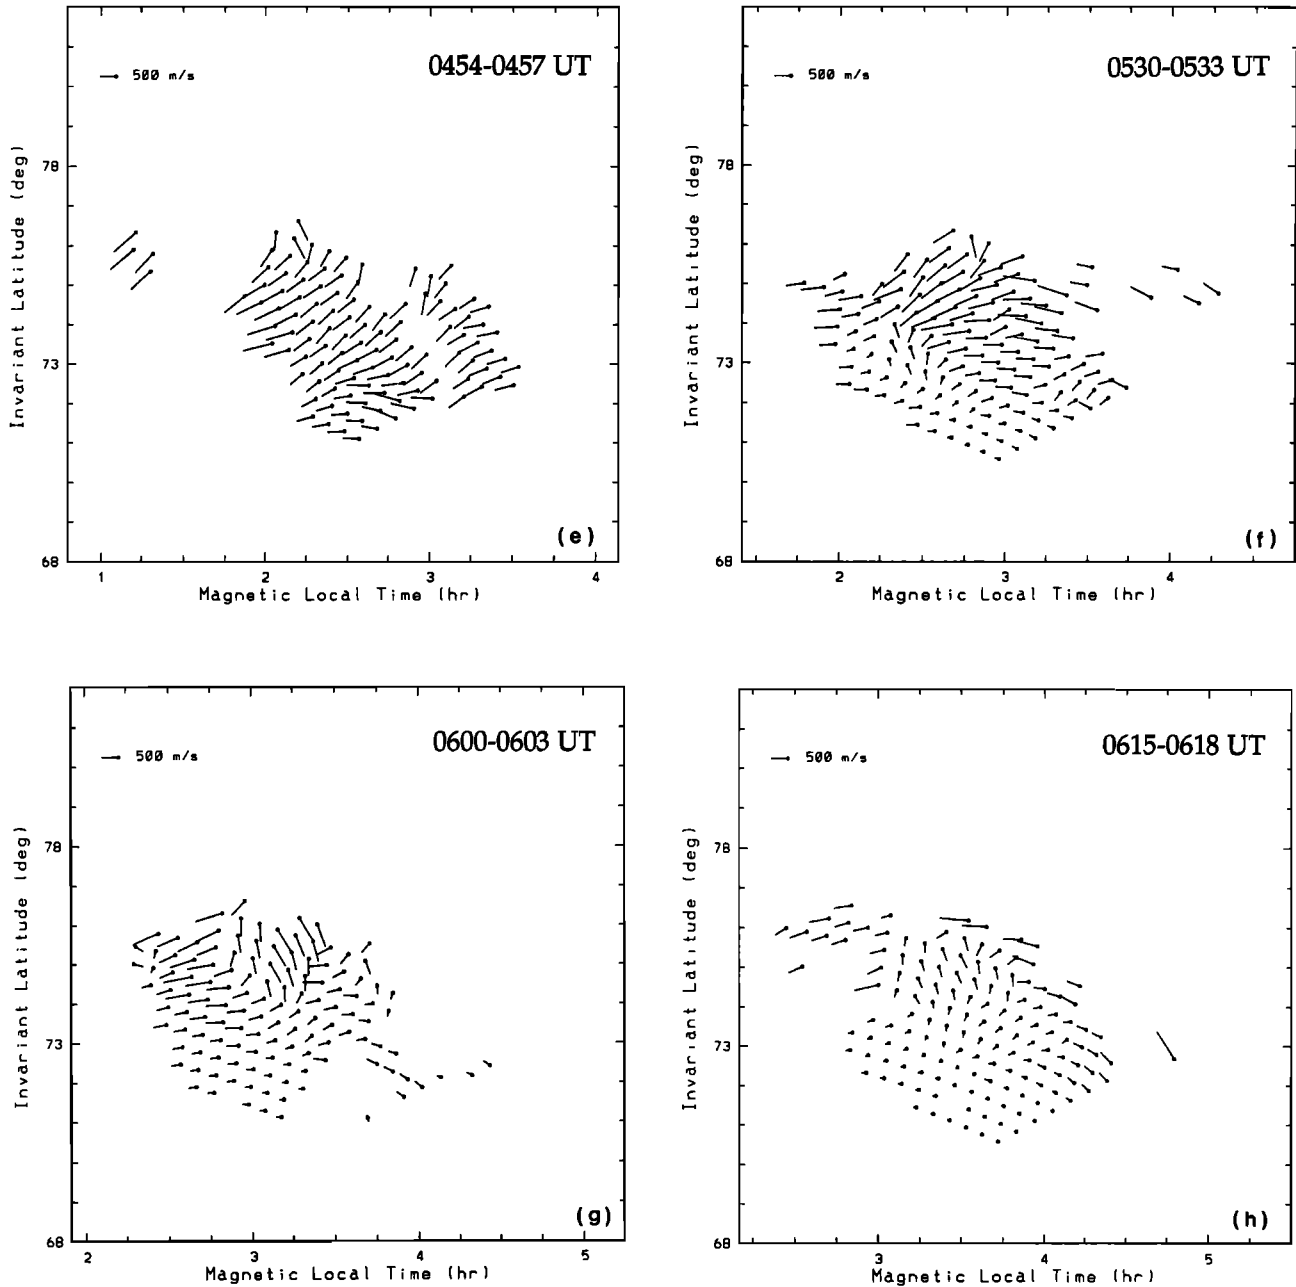 0454-0457 UT
500 m/s
Invariant Latitude (deg)
78
73
68
(e)
1 2 3 4
Magnetic Local Time (hr)
0530-0533 UT
500 m/s
Invariant Latitude (deg)
78
73
68
(f)
2 3 4
Magnetic Local Time (hr)
0600-0603 UT
500 m/s
Invariant Latitude (deg)
78
73
68
(g)
2 3 4 5
Magnetic Local Time (hr)
0615-0618 UT
500 m/s
Invariant Latitude (deg)
78
73
68
(h)
3 4 5
Magnetic Local Time (hr)